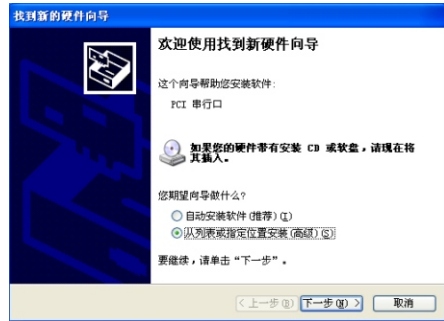 找到新的硬件向导
欢迎使用找到新硬件向导
这个向导帮助您安装软件:
PCI 串行口
如果您的硬件带有安装 CD 或软盘，请现在将
其插入。
您期望向导做什么?
自动安装软件(推荐)(I)
从列表或指定位置安装(高级)(S)
要继续，请单击“下一步”。
<上一步(B) 下一步(N)> 取消